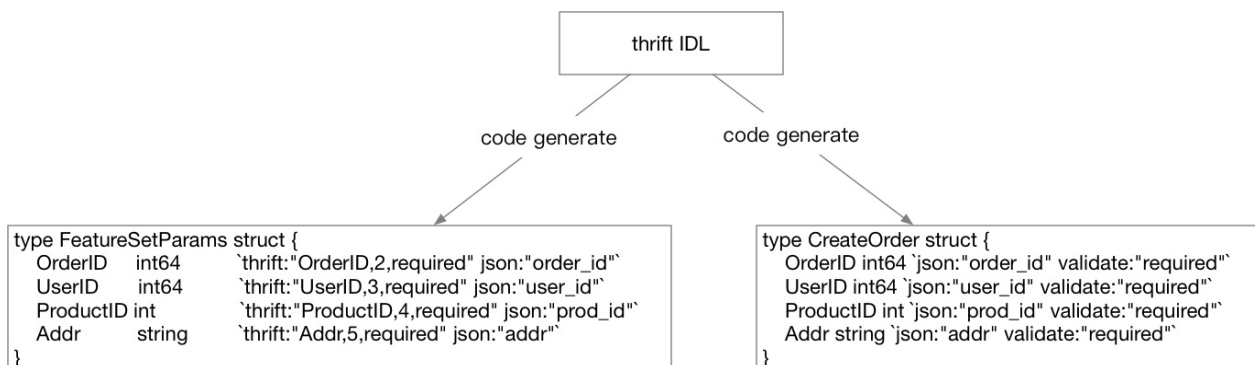 thrift IDL
code generate
code generate
type FeatureSetParams struct {
OrderID int64 `thrift:"OrderID,2,required" json:"order_id"`
UserID int64 `thrift:"UserID,3,required" json:"user_id"`
ProductID int `thrift:"ProductID,4,required" json:"prod_id"`
Addr string `thrift:"Addr,5,required" json:"addr"`
}
type CreateOrder struct {
OrderID int64 `json:"order_id" validate:"required"`
UserID int64 `json:"user_id" validate:"required"`
ProductID int `json:"prod_id" validate:"required"`
Addr string `json:"addr" validate:"required"`
}